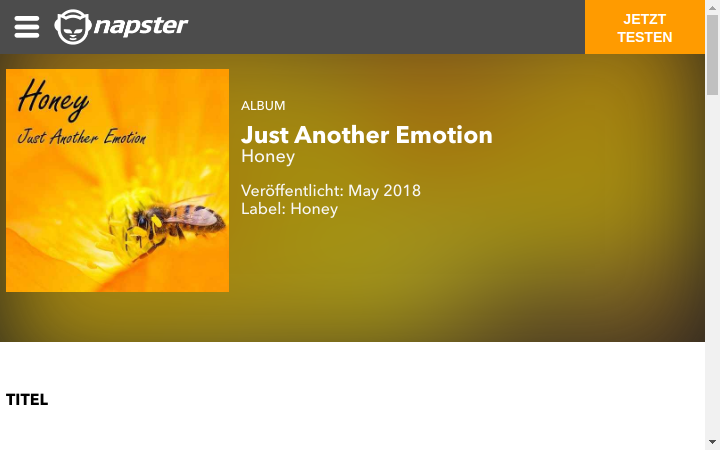 napster
JETZT
TESTEN
Honey
Just Another Emotion
ALBUM
Just Another Emotion
Honey
Veröffentlicht: May 2018
Label: Honey
TITEL